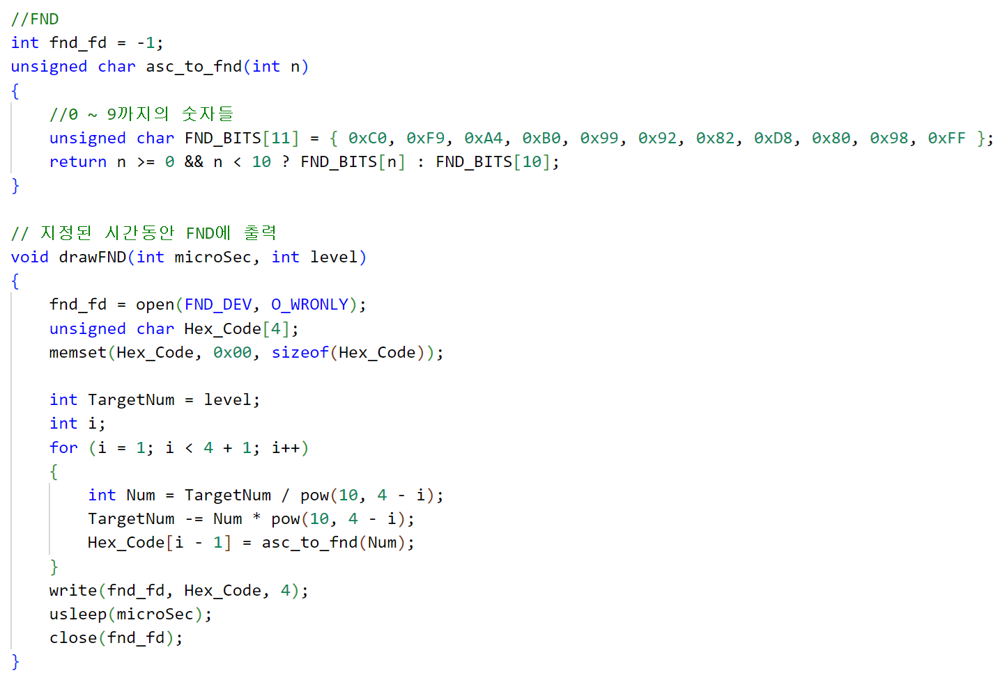 //FND
int fnd_fd = -1;
unsigned char asc_to_fnd(int n)
{
    //0 ~ 9까지의 숫자들
    unsigned char FND_BITS[11] = { 0xC0, 0xF9, 0xA4, 0xB0, 0x99, 0x92, 0x82, 0xD8, 0x80, 0x98, 0xFF };
    return n >= 0 && n < 10 ? FND_BITS[n] : FND_BITS[10];
}

// 지정된 시간동안 FND에 출력
void drawFND(int microSec, int level)
{
    fnd_fd = open(FND_DEV, O_WRONLY);
    unsigned char Hex_Code[4];
    memset(Hex_Code, 0x00, sizeof(Hex_Code));

    int TargetNum = level;
    int i;
    for (i = 1; i < 4 + 1; i++)
    {
        int Num = TargetNum / pow(10, 4 - i);
        TargetNum -= Num * pow(10, 4 - i);
        Hex_Code[i - 1] = asc_to_fnd(Num);
    }
    write(fnd_fd, Hex_Code, 4);
    usleep(microSec);
    close(fnd_fd);
}